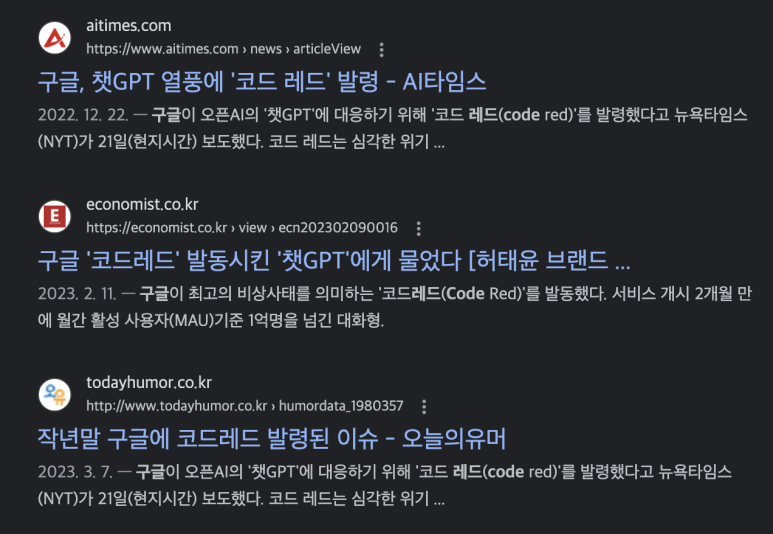 aitimes.com
https://www.aitimes.com › news › articleView
구글, 챗GPT 열풍에 '코드 레드' 발령 - AI타임스
2022. 12. 22. — 구글이 오픈AI의 '챗GPT'에 대응하기 위해 '코드 레드(code red)'를 발령했다고 뉴욕타임스
(NYT)가 21일(현지시간) 보도했다. 코드 레드는 심각한 위기 ...
E
economist.co.kr
https://economist.co.kr › view › ecn202302090016
구글 '코드레드' 발동시킨 '챗GPT'에게 물었다 [허태윤 브랜드 ...
2023. 2. 11. — 구글이 최고의 비상사태를 의미하는 '코드레드(Code Red)'를 발동했다. 서비스 개시 2개월 만
에 월간 활성 사용자(MAU)기준 1억명을 넘긴 대화형.
오유
todayhumor.co.kr
http://www.todayhumor.co.kr › humordata_1980357
작년말 구글에 코드레드 발령된 이슈 - 오늘의유머
2023. 3. 7. — 구글이 오픈AI의 '챗GPT'에 대응하기 위해 '코드 레드(code red)'를 발령했다고 뉴욕타임스
(NYT)가 21일(현지시간) 보도했다. 코드 레드는 심각한 위기 ...